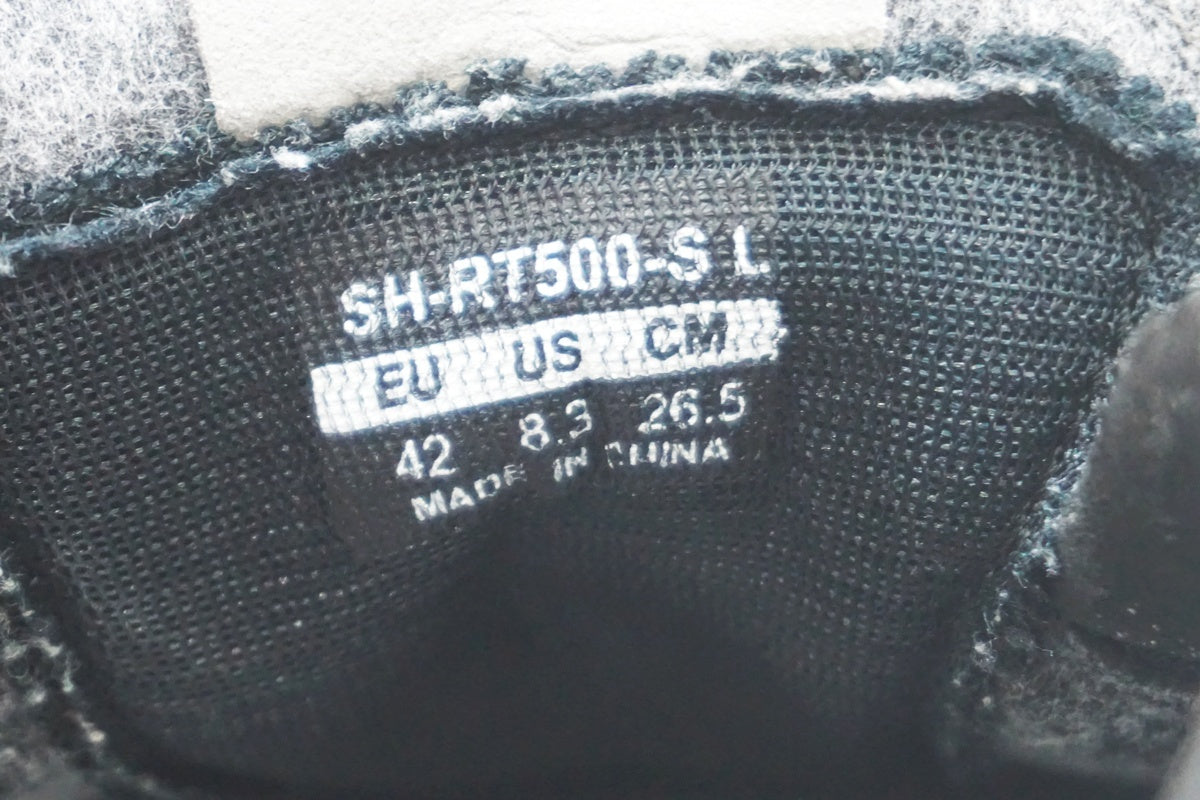 SH-RT500-S L
EU US CM
42 8.3 26.5
MADE IN CHINA